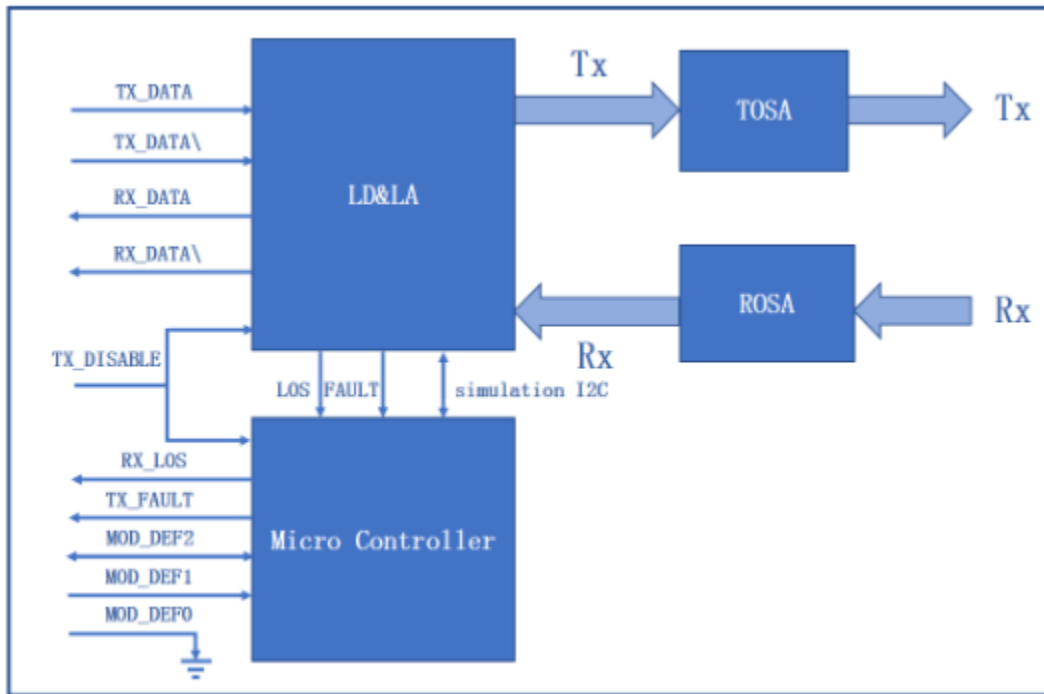 Tx
TX_DATA
TOSA
Tx
TX_DATA\
RX_DATA
LD&LA
RX_DATA\
ROSA
Rx
Rx
TX_DISABLE
LOS FAULT
simulation I2C
RX_LOS
TX_FAULT
MOD_DEF2
Micro Controller
MOD_DEF1
MOD_DEF0